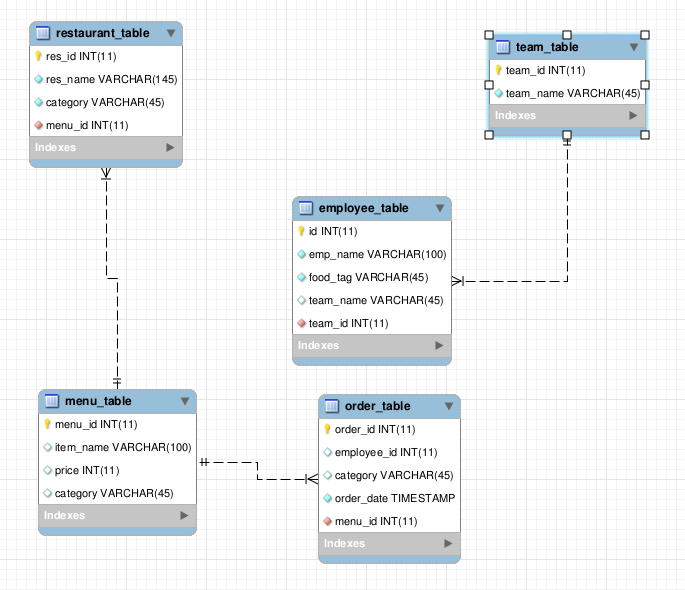 restaurant_table
res_id INT(11)
res_name VARCHAR(145)
category VARCHAR(45)
menu_id INT(11)
Indexes
team_table
team_id INT(11)
team_name VARCHAR(45)
Indexes
employee_table
id INT(11)
emp_name VARCHAR(100)
food_tag VARCHAR(45)
team_name VARCHAR(45)
team_id INT(11)
Indexes
menu_table
menu_id INT(11)
item_name VARCHAR(100)
price INT(11)
category VARCHAR(45)
Indexes
order_table
order_id INT(11)
employee_id INT(11)
category VARCHAR(45)
order_date TIMESTAMP
menu_id INT(11)
Indexes